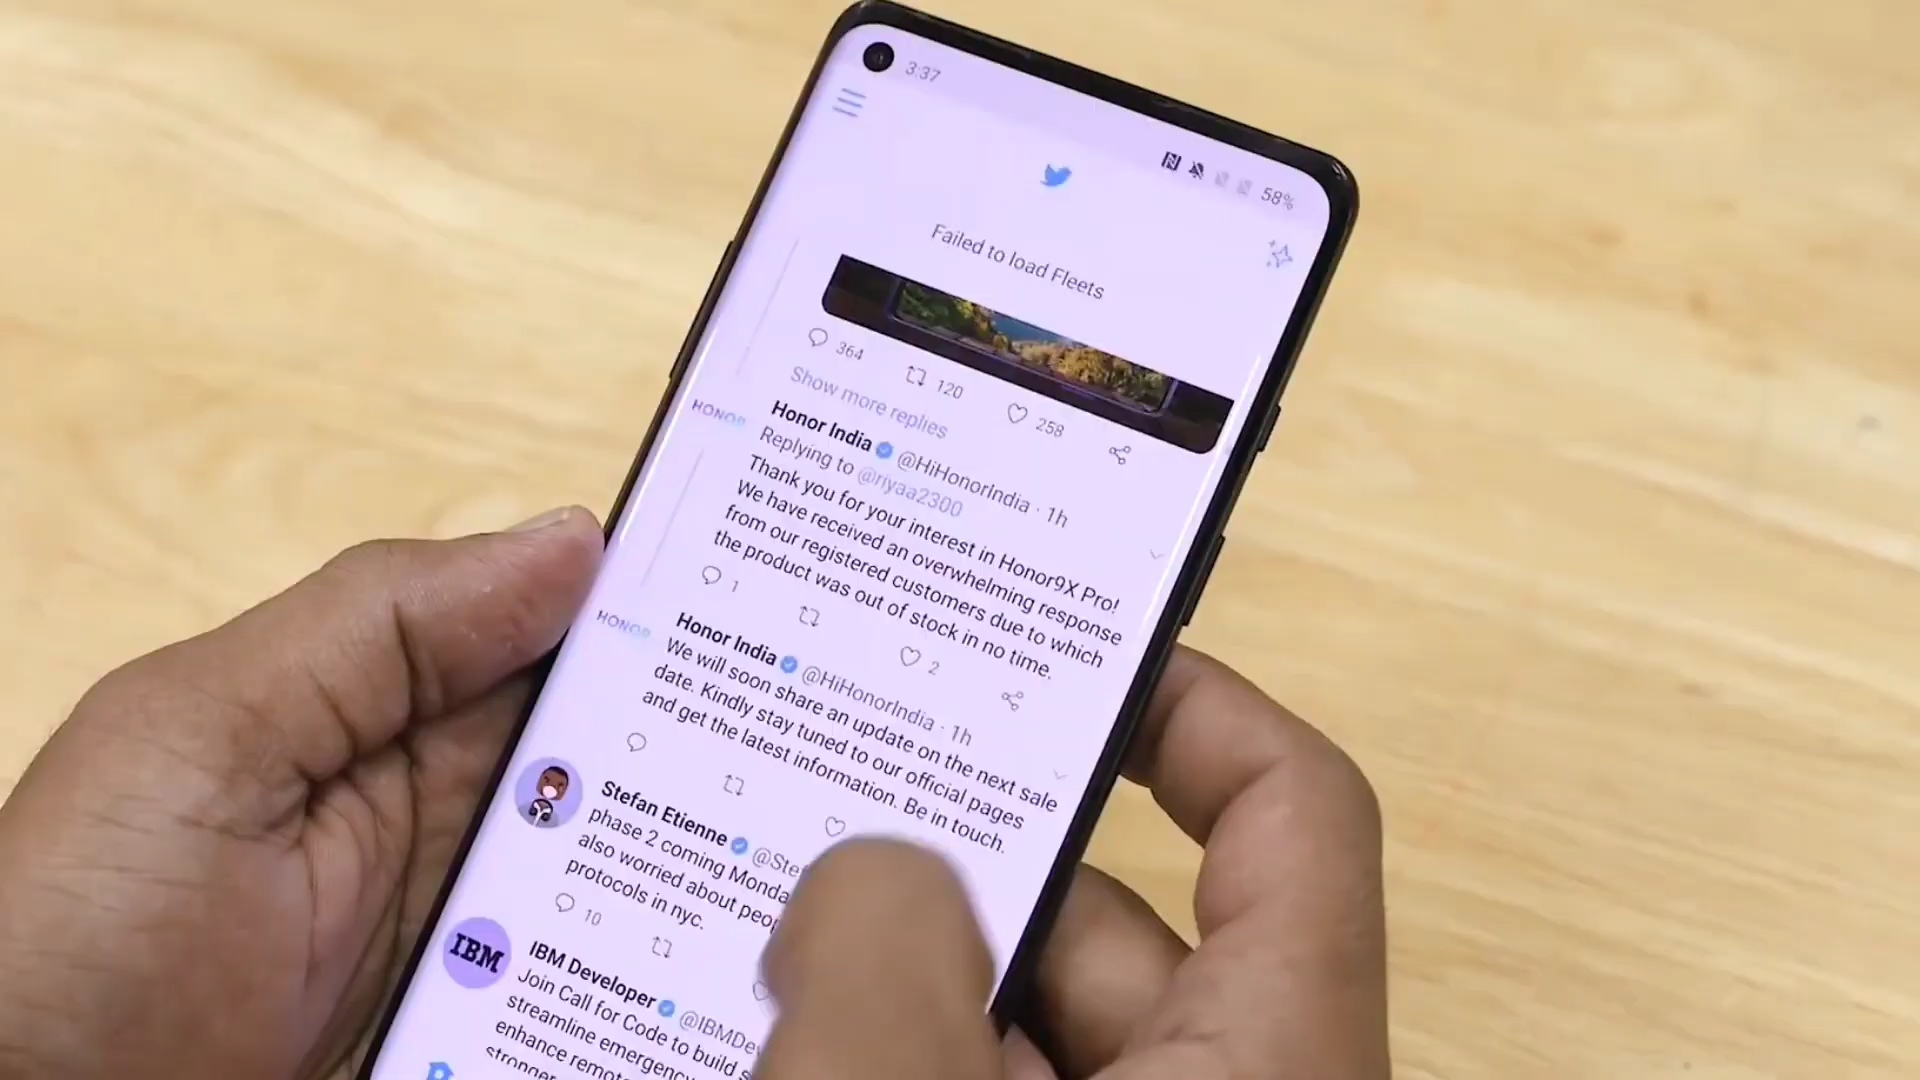 3:37
58%
Failed to load Fleets
364
120
258
Show more replies
HONOR
Honor India @HiHonorIndia · 1h
Replying to @riyaa2300
Thank you for your interest in Honor9X Pro!
We have received an overwhelming response
from our registered customers due to which
the product was out of stock in no time.
1
2
HONOR
Honor India @HiHonorIndia · 1h
We will soon share an update on the next sale
date. Kindly stay tuned to our official pages
and get the latest information. Be in touch.
Stefan Etienne
phase 2 coming
also worried about
protocols in nyc.
10
IBM
IBM Developer
Join Call for Code to build
streamline emergency
enhance
stronger